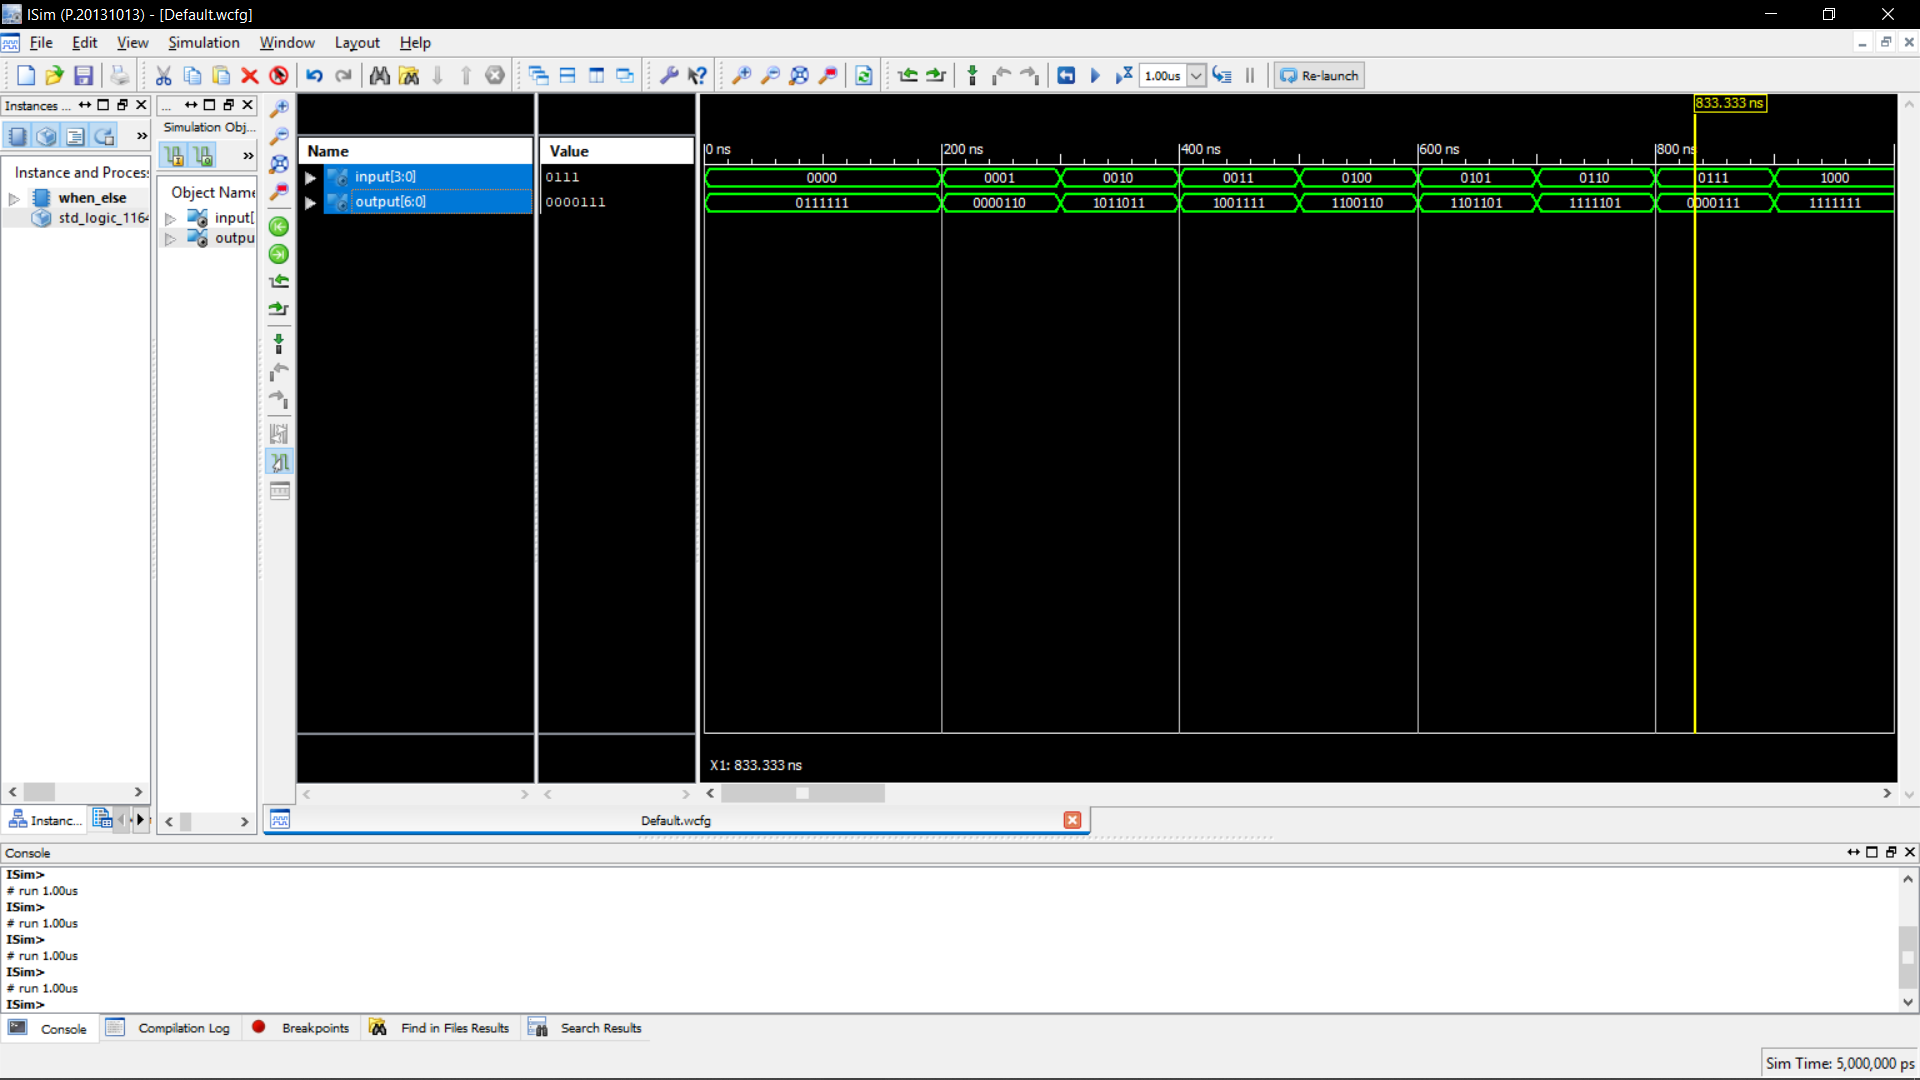 ISim (P.20131013) - [Default.wcfg]
File Edit View Simulation Window Layout Help
1.00us Re-launch
Instances ...
...
Simulation Obj...
Instance and Process
when_else
std_logic_1164
Object Name
input[
outpu
Name Value
input[3:0] 0111
output[6:0] 0000111
833.333 ns
0 ns 200 ns 400 ns 600 ns 800 ns
0000 0001 0010 0011 0100 0101 0110 0111 1000
0111111 0000110 1011011 1001111 1100110 1101101 1111101 0000111 1111111
X1: 833.333 ns
Instanc...
Default.wcfg
Console
ISim>
# run 1.00us
ISim>
# run 1.00us
ISim>
# run 1.00us
ISim>
# run 1.00us
ISim>
Console Compilation Log Breakpoints Find in Files Results Search Results
Sim Time: 5,000,000 ps